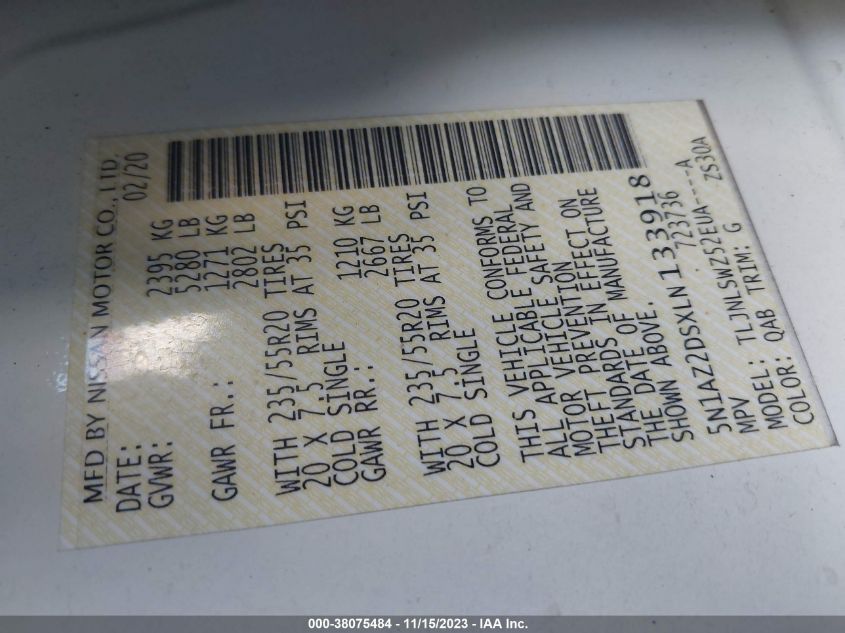 MFD BY NISSAN MOTOR CO., LTD.
DATE: 02/20
GVWR: 2395 KG
5280 LB
GAWR FR.: 1271 KG
2802 LB
WITH 235/55R20 TIRES
20 X 7.5 RIMS AT 35 PSI
COLD SINGLE
GAWR RR.: 1210 KG
2667 LB
WITH 235/55R20 TIRES
20 X 7.5 RIMS AT 35 PSI
COLD SINGLE
THIS VEHICLE CONFORMS TO
ALL APPLICABLE FEDERAL
MOTOR VEHICLE SAFETY AND
THEFT PREVENTION
STANDARDS IN EFFECT ON
THE DATE OF MANUFACTURE
SHOWN ABOVE.
5N1AZ2DSXLN133918
MPV 723736
MODEL: TLJNLSWZS2EUA----A
COLOR: QAB TRIM: G ZS30A
000-38075484 - 11/15/2023 - IAA Inc.